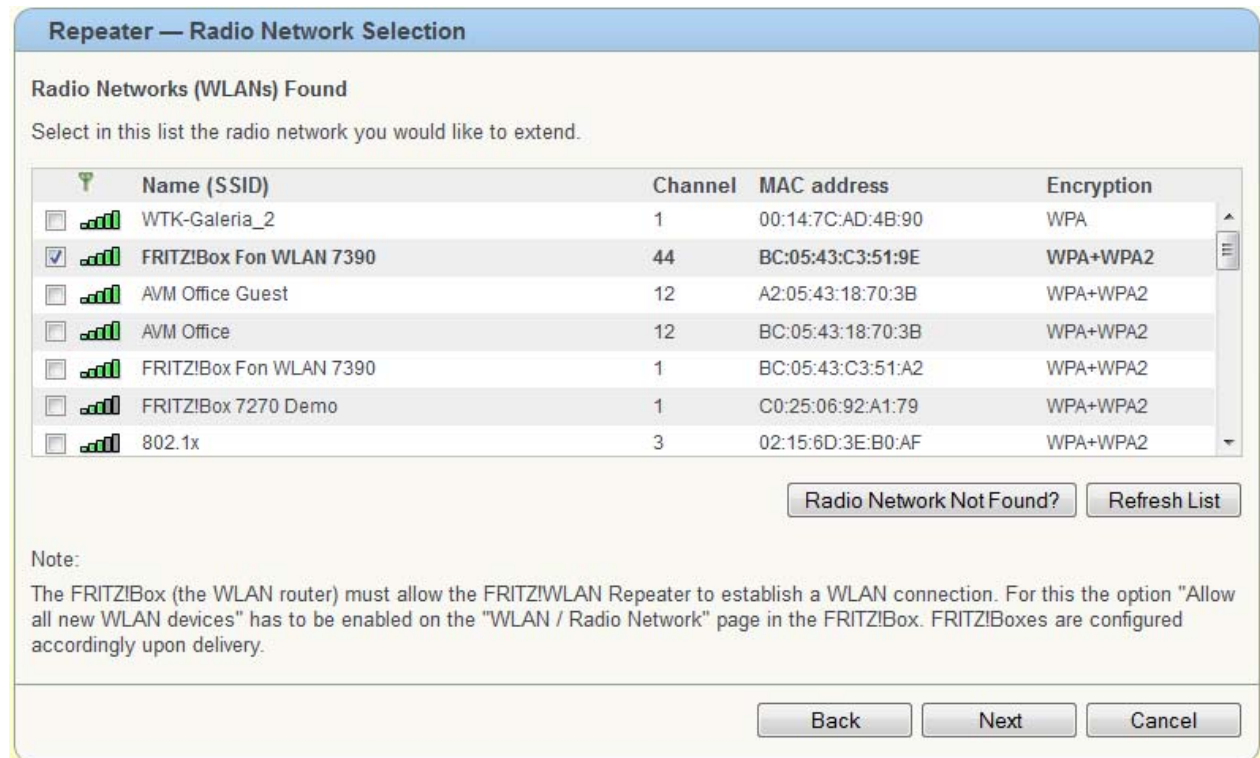 Repeater — Radio Network Selection
Radio Networks (WLANs) Found
Select in this list the radio network you would like to extend.
Name (SSID) Channel MAC address Encryption
WTK-Galeria_2 1 00:14:7C:AD:4B:90 WPA
FRITZ!Box Fon WLAN 7390 44 BC:05:43:C3:51:9E WPA+WPA2
AVM Office Guest 12 A2:05:43:18:70:3B WPA+WPA2
AVM Office 12 BC:05:43:18:70:3B WPA+WPA2
FRITZ!Box Fon WLAN 7390 1 BC:05:43:C3:51:A2 WPA+WPA2
FRITZ!Box 7270 Demo 1 C0:25:06:92:A1:79 WPA+WPA2
802.1x 3 02:15:6D:3E:B0:AF WPA+WPA2
Radio Network Not Found? Refresh List
Note:
The FRITZ!Box (the WLAN router) must allow the FRITZ!WLAN Repeater to establish a WLAN connection. For this the option "Allow
all new WLAN devices" has to be enabled on the "WLAN / Radio Network" page in the FRITZ!Box. FRITZ!Boxes are configured
accordingly upon delivery.
Back Next Cancel